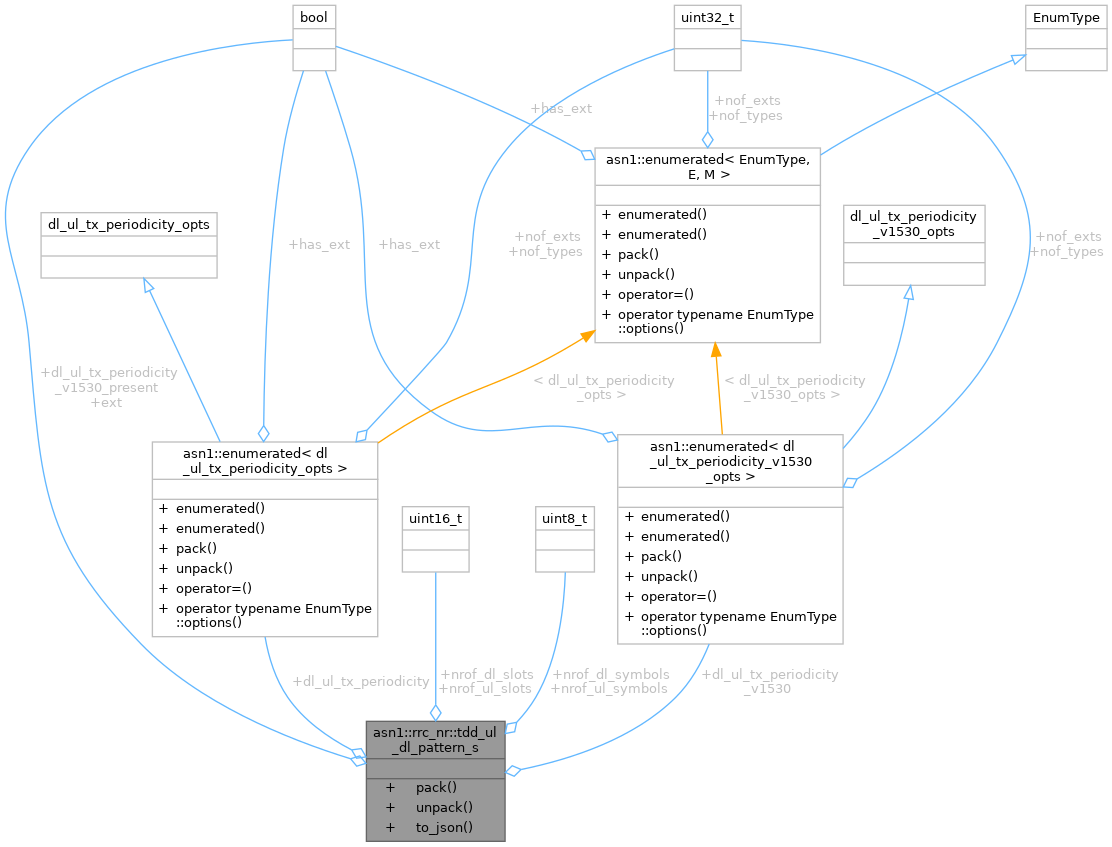 bool
uint32_t
EnumType
+has_ext
+nof_exts
+nof_types
asn1::enumerated< EnumType,
E, M >
+ enumerated()
+ enumerated()
+ pack()
+ unpack()
+ operator=()
+ operator typename EnumType
::options()
dl_ul_tx_periodicity_opts
dl_ul_tx_periodicity
_v1530_opts
+has_ext
+has_ext
+nof_exts
+nof_types
+nof_exts
+nof_types
+dl_ul_tx_periodicity
_v1530_present
+ext
< dl_ul_tx_periodicity
_opts >
< dl_ul_tx_periodicity
_v1530_opts >
asn1::enumerated< dl
_ul_tx_periodicity_opts >
+ enumerated()
+ enumerated()
+ pack()
+ unpack()
+ operator=()
+ operator typename EnumType
::options()
uint16_t
uint8_t
asn1::enumerated< dl
_ul_tx_periodicity_v1530
_opts >
+ enumerated()
+ enumerated()
+ pack()
+ unpack()
+ operator=()
+ operator typename EnumType
::options()
+dl_ul_tx_periodicity
+nrof_dl_slots
+nrof_ul_slots
+nrof_dl_symbols
+nrof_ul_symbols
+dl_ul_tx_periodicity
_v1530
asn1::rrc_nr::tdd_ul
_dl_pattern_s
+ pack()
+ unpack()
+ to_json()